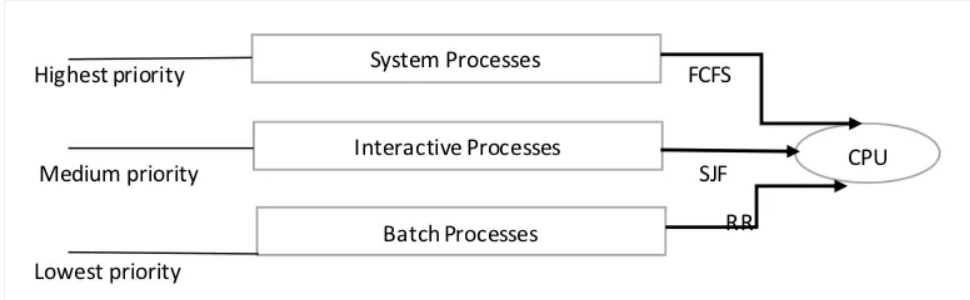 System Processes
Highest priority
FCFS
Interactive Processes
CPU
Medium priority
SJF
Batch Processes
RR
Lowest priority